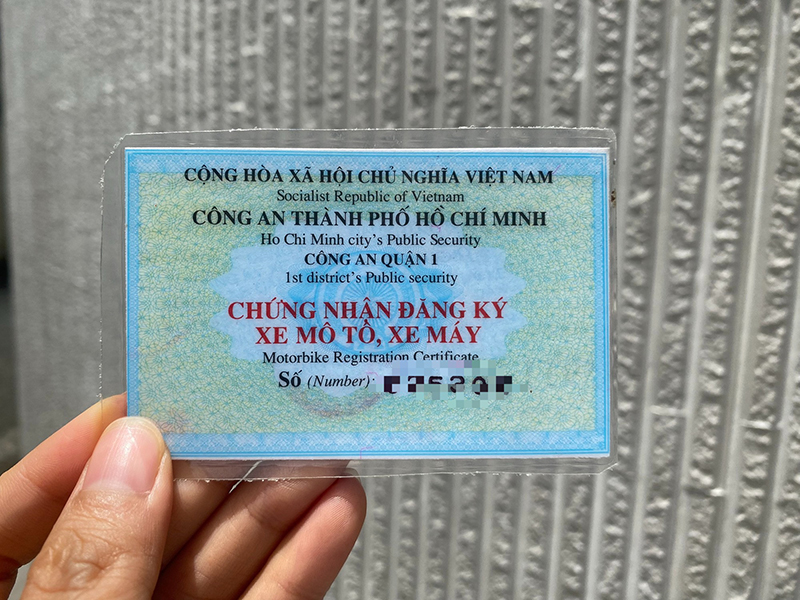 CỘNG HÒA XÃ HỘI CHỦ NGHĨA VIỆT NAM
Socialist Republic of Vietnam
CÔNG AN THÀNH PHỐ HỒ CHÍ MINH
Ho Chi Minh city's Public Security
CÔNG AN QUẬN 1
1st district's Public security
CHỨNG NHẬN ĐĂNG KÝ
XE MÔ TÔ, XE MÁY
Motorbike Registration Certificate
Số (Number):